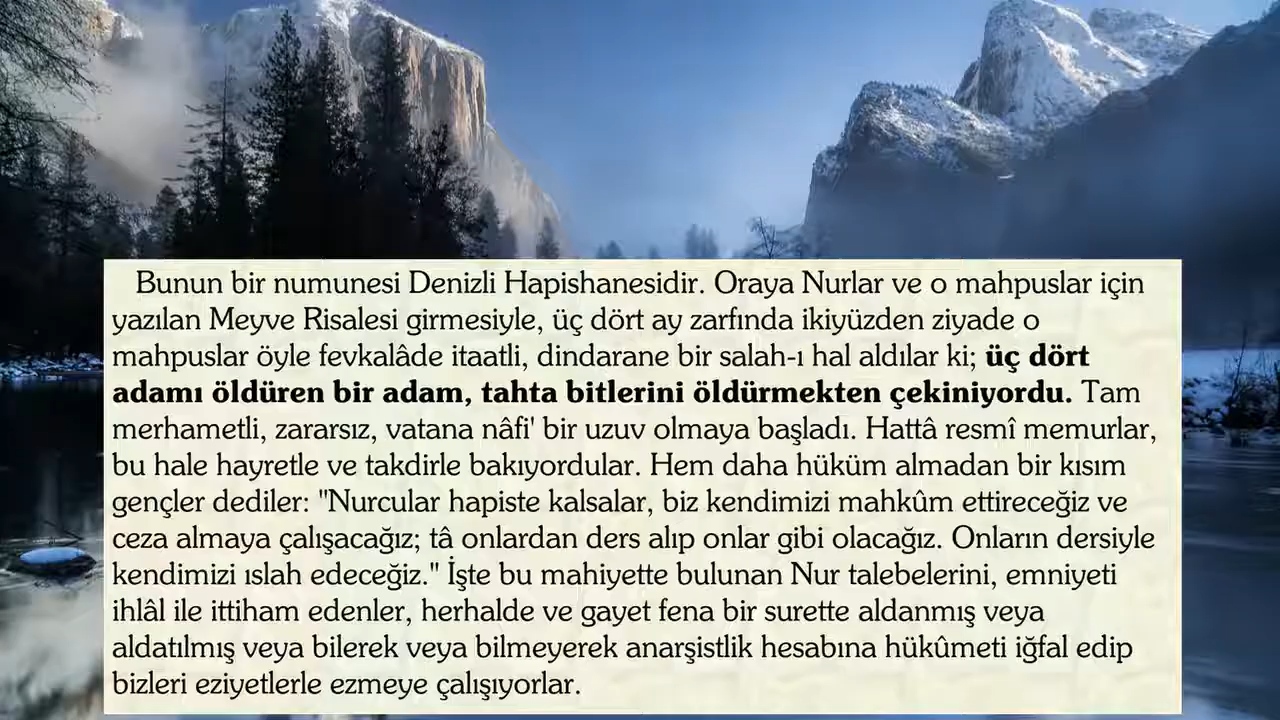 Bunun bir numunesi Denizli Hapishanesidir. Oraya Nurlar ve o mahpuslar için
yazılan Meyve Risalesi girmesiyle, üç dört ay zarfında ikiyüzden ziyade o
mahpuslar öyle fevkalâde itaatli, dindarane bir salah-ı hal aldılar ki; üç dört
adamı öldüren bir adam, tahta bitlerini öldürmekten çekiniyordu. Tam
merhametli, zararsız, vatana nâfi' bir uzuv olmaya başladı. Hattâ resmî memurlar,
bu hale hayretle ve takdirle bakıyordular. Hem daha hüküm almadan bir kısım
gençler dediler: "Nurcular hapiste kalsalar, biz kendimizi mahkûm ettireceğiz ve
ceza almaya çalışacağız; tâ onlardan ders alıp onlar gibi olacağız. Onların dersiyle
kendimizi ıslah edeceğiz." İşte bu mahiyette bulunan Nur talebelerini, emniyeti
ihlâl ile ittiham edenler, herhalde ve gayet fena bir surette aldanmış veya
aldatılmış veya bilerek veya bilmeyerek anarşistlik hesabına hükûmeti iğfal edip
bizleri eziyetlerle ezmeye çalışıyorlar.